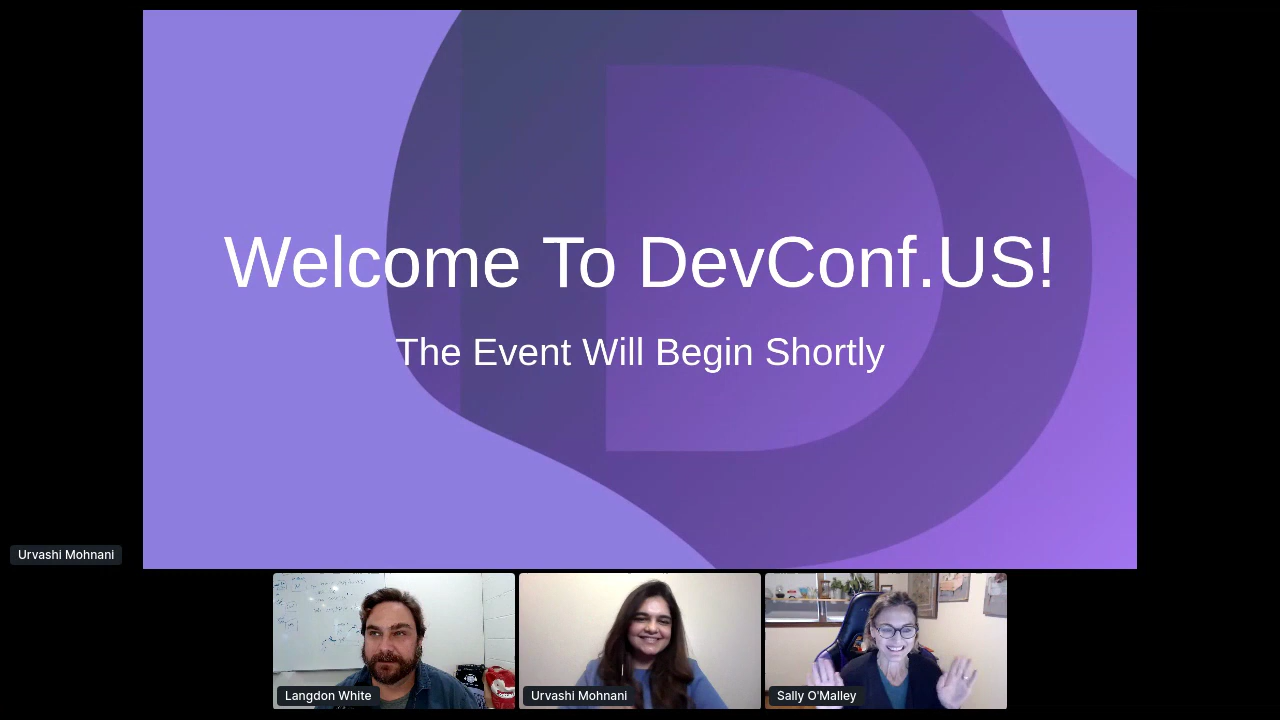 Welcome To DevConf.US!
The Event Will Begin Shortly
Urvashi Mohnani
Langdon White
Urvashi Mohnani
Sally O'Malley